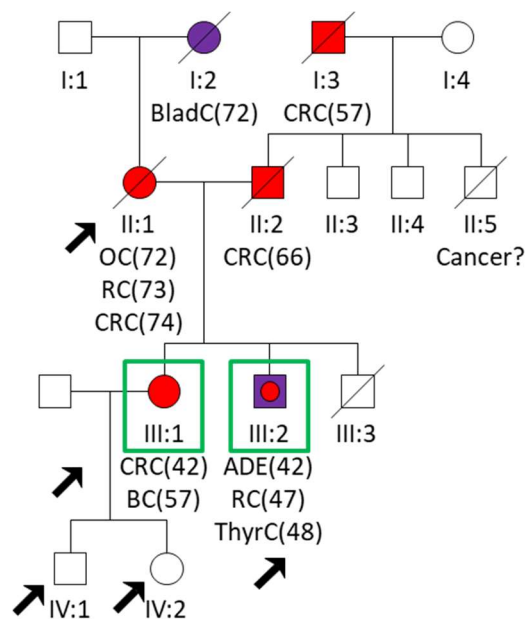 I:1 I:2 I:3 I:4
BladC(72) CRC(57)
II:1 II:2 II:3 II:4 II:5
OC(72) CRC(66) Cancer?
RC(73)
CRC(74)
III:1 III:2 III:3
CRC(42) ADE(42)
BC(57) RC(47)
ThyrC(48)
IV:1 IV:2